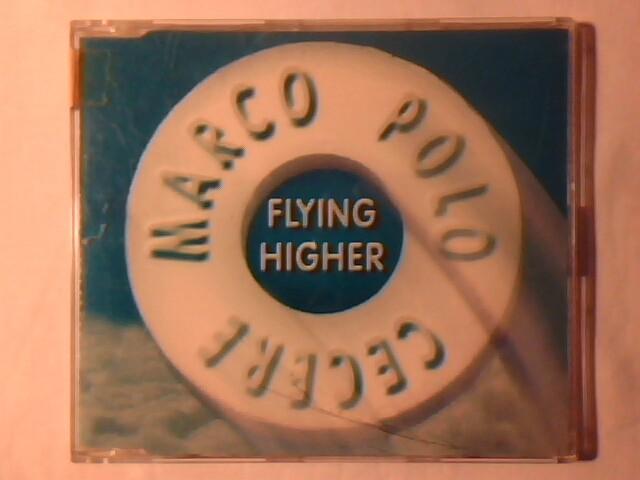 MARCO POLO
CECERE
FLYING
HIGHER